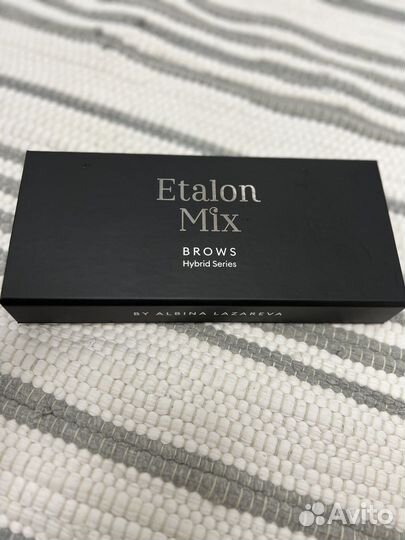 Etalon
Mix
BROWS
Hybrid Series
BY ALBINA LAZAREVA
Avito